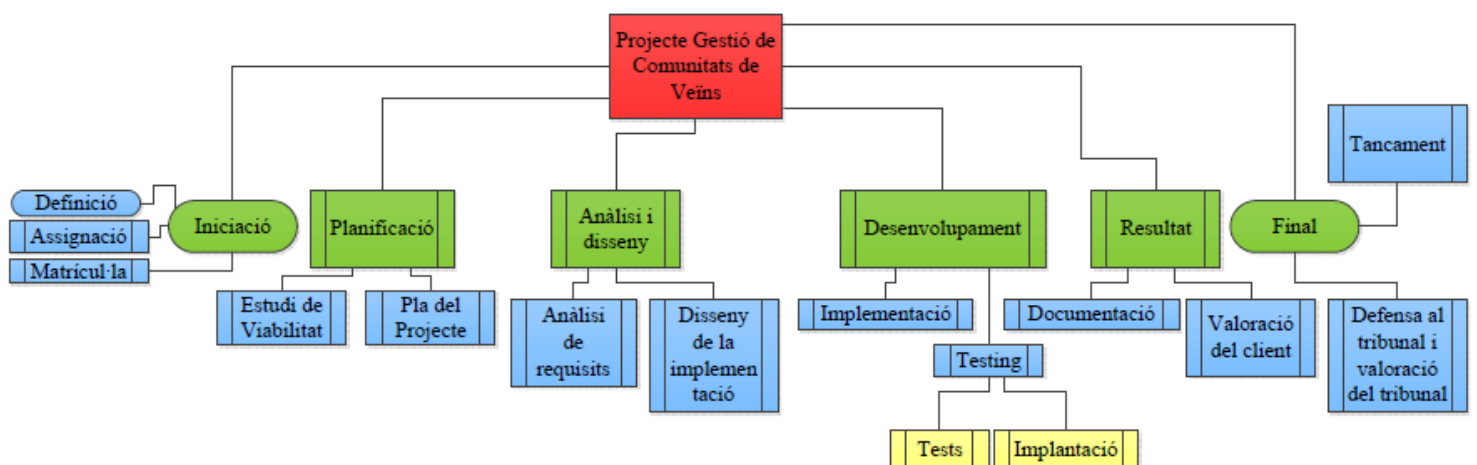 Projecte Gestió de
Comunitats de
Veïns
Tancament
Definició
Assignació
Matrícul·la
Iniciació
Planificació
Anàlisi i
disseny
Desenvolupament
Resultat
Final
Estudi de
Viabilitat
Pla del
Projecte
Anàlisi
de
requisits
Disseny
de la
implemen
tació
Implementació
Testing
Documentació
Valoració
del client
Defensa al
tribunal i
valoració
del tribunal
Tests
Implantació